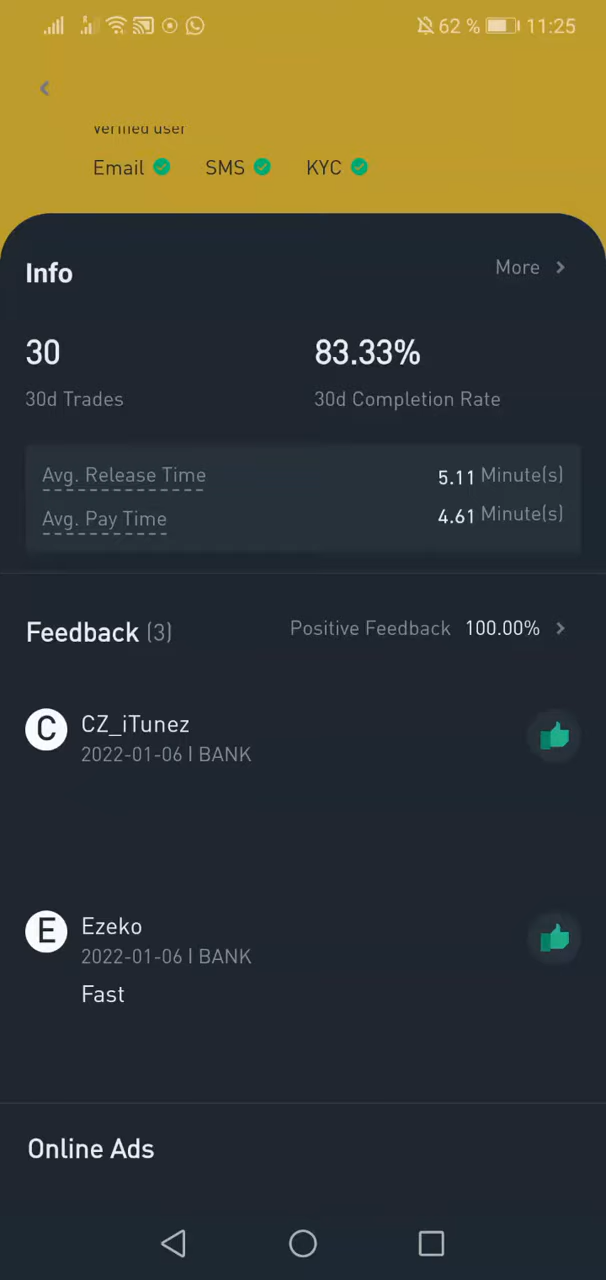 62 % 11:25
Verified user
Email SMS KYC
Info More
30 83.33%
30d Trades 30d Completion Rate
Avg. Release Time 5.11 Minute(s)
Avg. Pay Time 4.61 Minute(s)
Feedback (3) Positive Feedback 100.00%
C CZ_iTunez
2022-01-06 | BANK
E Ezeko
2022-01-06 | BANK
Fast
Online Ads